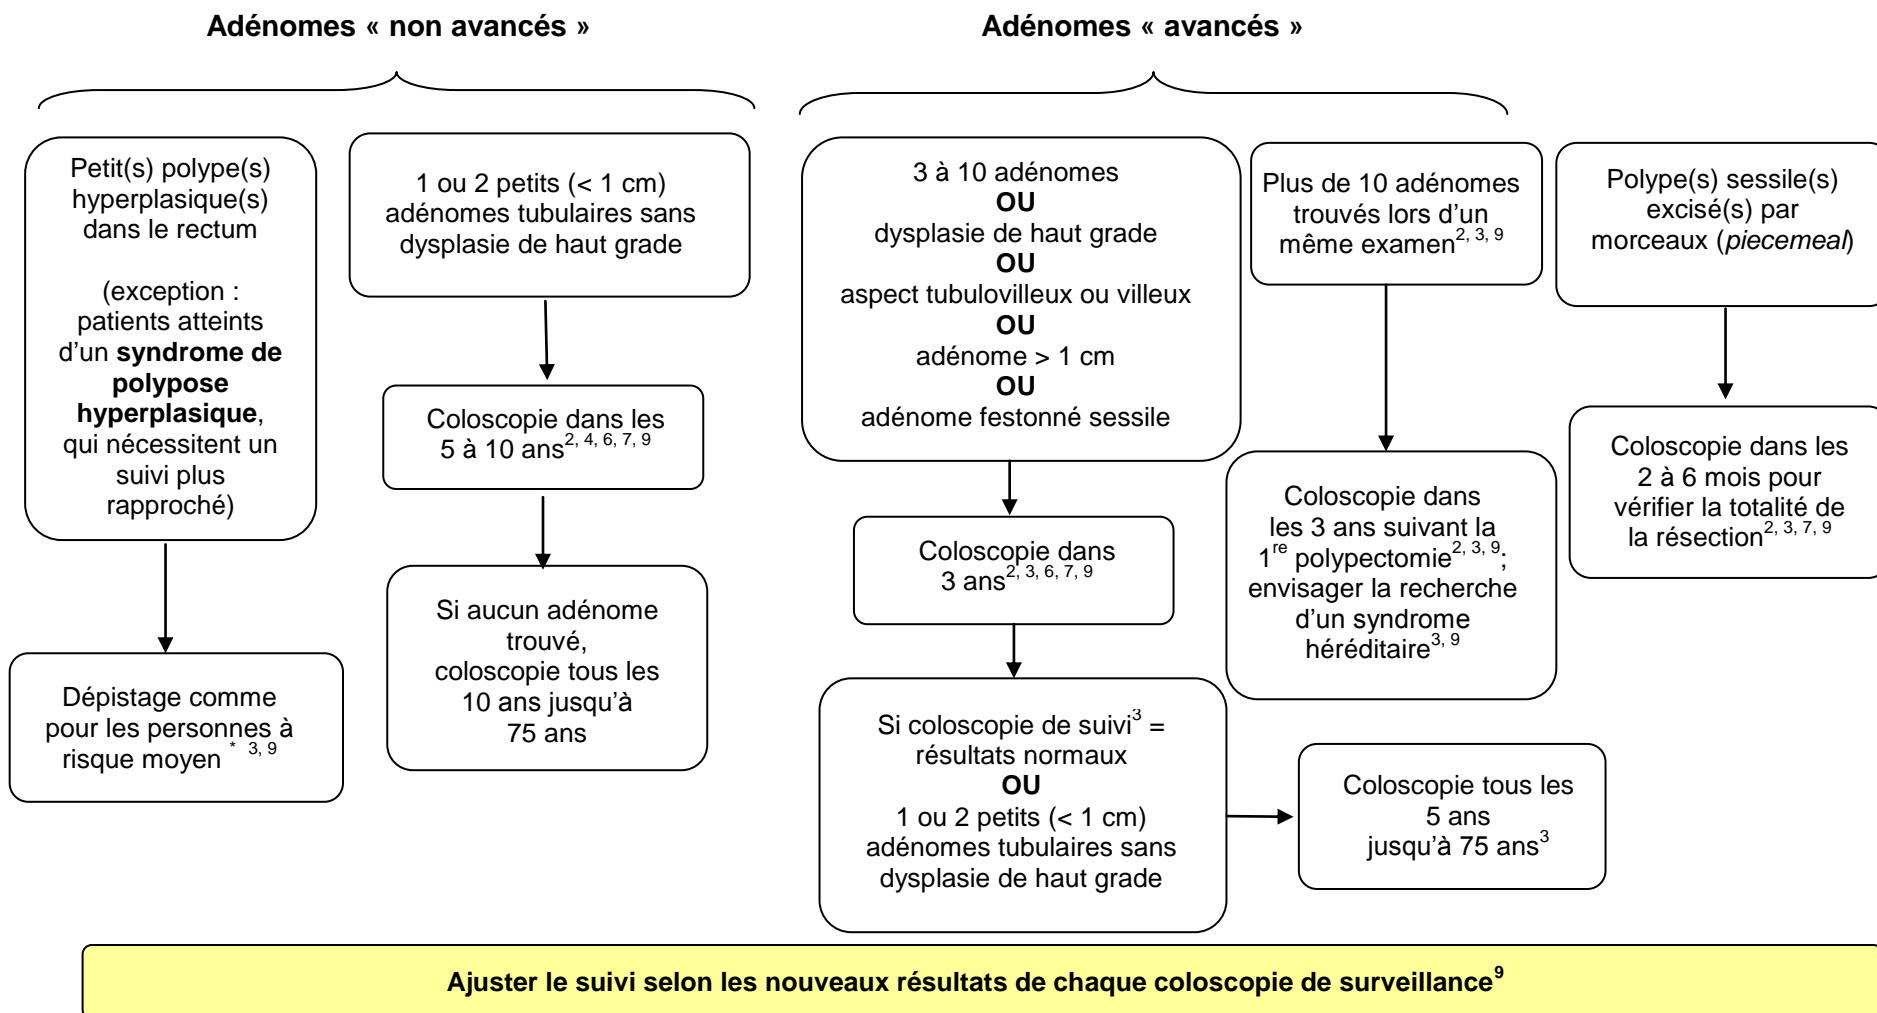 Adénomes « non avancés »
Adénomes « avancés »
Petit(s) polype(s)
hyperplasique(s)
dans le rectum
(exception :
patients atteints
d'un syndrome de
polypose
hyperplasique,
qui nécessitent un
suivi plus
rapproché)
Dépistage comme
pour les personnes à
risque moyen * 3, 9
1 ou 2 petits (< 1 cm)
adénomes tubulaires sans
dysplasie de haut grade
Coloscopie dans les
5 à 10 ans2, 4, 6, 7, 9
Si aucun adénome
trouvé,
coloscopie tous les
10 ans jusqu'à
75 ans
3 à 10 adénomes
OU
dysplasie de haut grade
OU
aspect tubulovilleux ou villeux
OU
adénome > 1 cm
OU
adénome festonné sessile
Coloscopie dans
3 ans2, 3, 6, 7, 9
Si coloscopie de suivi3 =
résultats normaux
OU
1 ou 2 petits (< 1 cm)
adénomes tubulaires sans
dysplasie de haut grade
Coloscopie tous les
5 ans
jusqu'à 75 ans3
Plus de 10 adénomes
trouvés lors d'un
même examen2, 3, 9
Coloscopie dans
les 3 ans suivant la
1re polypectomie2, 3, 9;
envisager la recherche
d'un syndrome
héréditaire3, 9
Polype(s) sessile(s)
excisé(s) par
morceaux (piecemeal)
Coloscopie dans les
2 à 6 mois pour
vérifier la totalité de
la résection2, 3, 7, 9
Ajuster le suivi selon les nouveaux résultats de chaque coloscopie de surveillance9